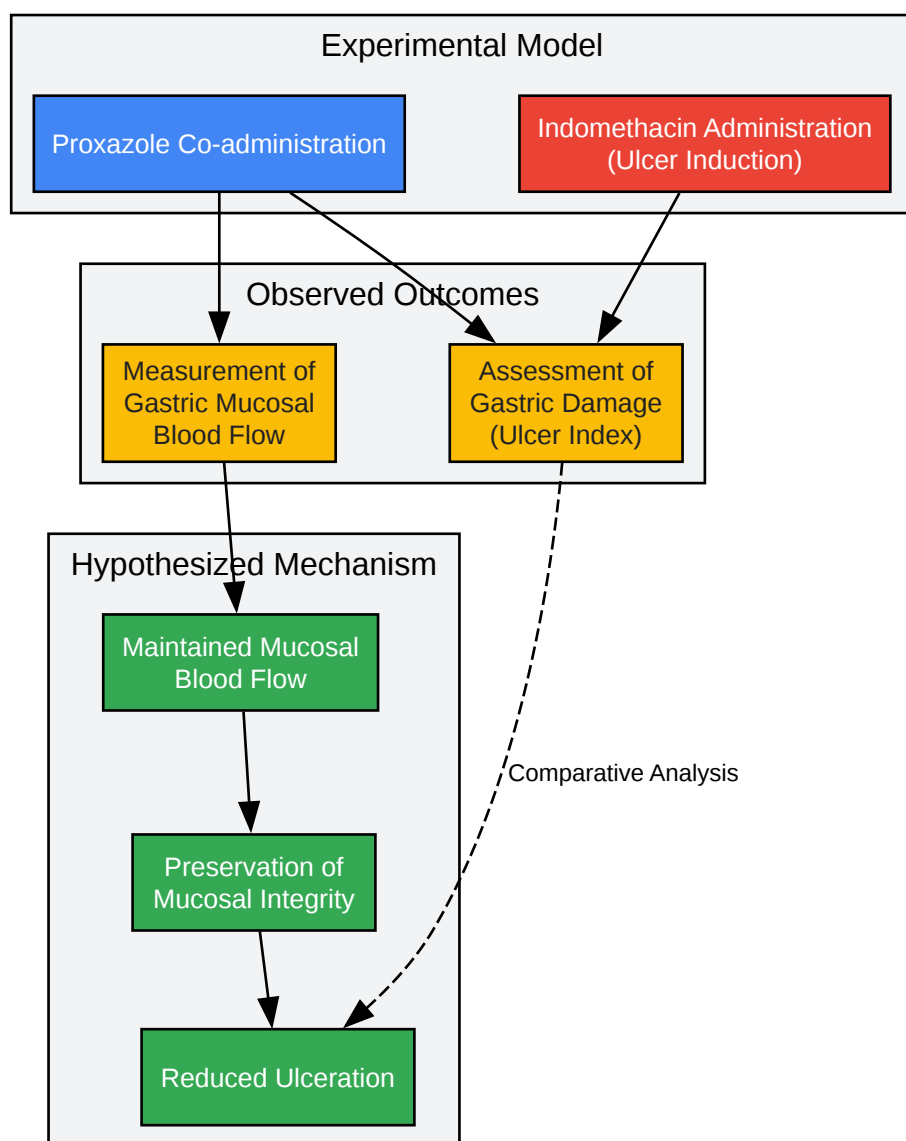 Experimental Model
Proxazole Co-administration
Indomethacin Administration
(Ulcer Induction)
Observed Outcomes
Measurement of
Gastric Mucosal
Blood Flow
Assessment of
Gastric Damage
(Ulcer Index)
Hypothesized Mechanism
Maintained Mucosal
Blood Flow
Comparative Analysis
Preservation of
Mucosal Integrity
Reduced Ulceration